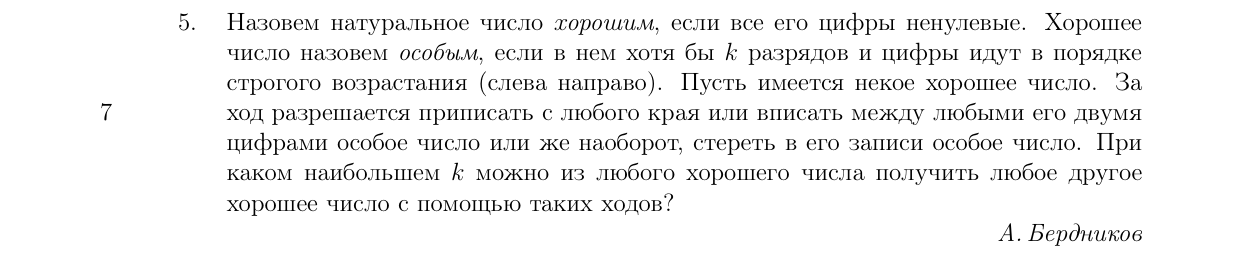 5. Назовем натуральное число хорошим, если все его цифры ненулевые. Хорошее
число назовем особым, если в нем хотя бы k разрядов и цифры идут в порядке
строгого возрастания (слева направо). Пусть имеется некое хорошее число. За
7 ход разрешается приписать с любого края или вписать между любыми его двумя
цифрами особое число или же наоборот, стереть в его записи особое число. При
каком наибольшем k можно из любого хорошего числа получить любое другое
хорошее число с помощью таких ходов?
А. Бердников